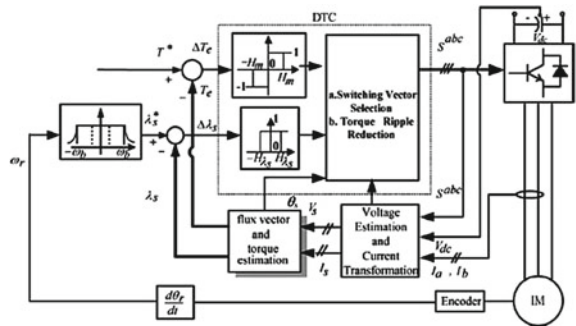 DTC
T*
ΔTe
Te
+
−
1
−Hm
0
Hm
−1
a.Switching Vector
Selection
b. Torque Ripple
Reduction
S^abc
- +
Vdc
λs*
+
−
Δλs
1
0
−Hλs Hλs
−ωb ωb
ωr
λs
θs
Vs
Is
flux vector
and
torque
estimation
Voltage
Estimation
and
Current
Transformation
S^abc
Vdc
Ia , Ib
dθr
dt
Encoder
IM